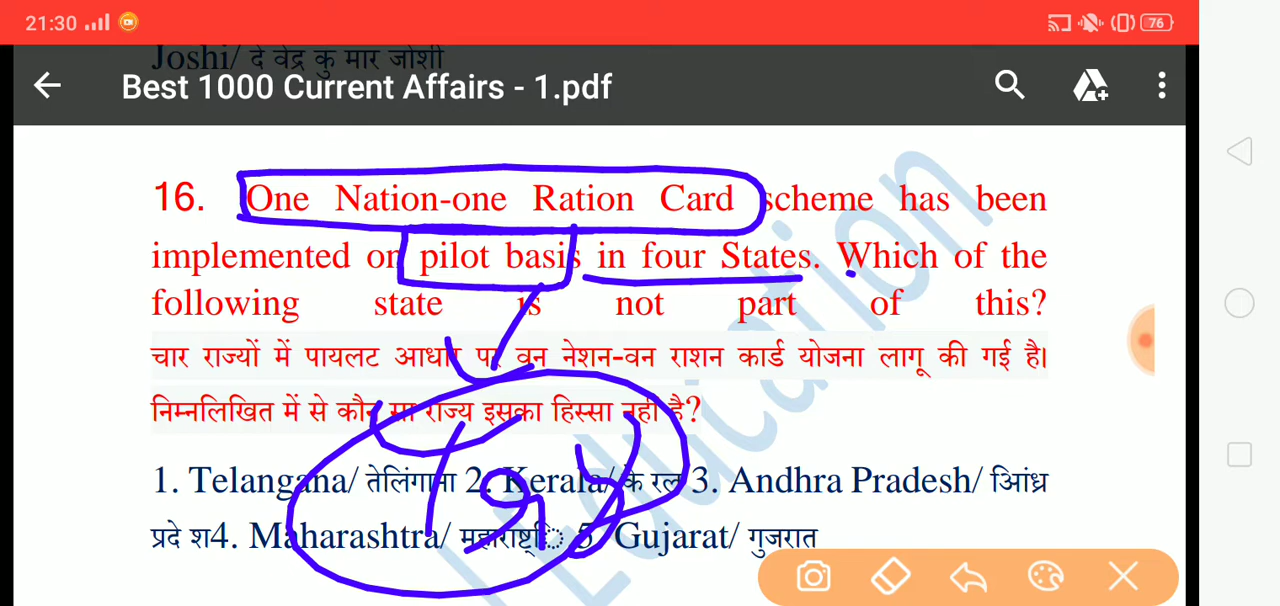 21:30 76
Joshi/ दे वेद्र कु मार जोशी
Best 1000 Current Affairs - 1.pdf
16. One Nation-one Ration Card scheme has been
implemented on pilot basis in four States. Which of the
following state is not part of this?
चार राज्यों में पायलट आधार पर वन नेशन-वन राशन कार्ड योजना लागू की गई है।
निम्नलिखित में से कौन सा राज्य इसका हिस्सा नही है?
1. Telangana/ तेलिंगाना 2. Kerala/ के रल 3. Andhra Pradesh/ आिंध्र
प्रदे श4. Maharashtra/ महाराष्ट्ि 5. Gujarat/ गुजरात
Education